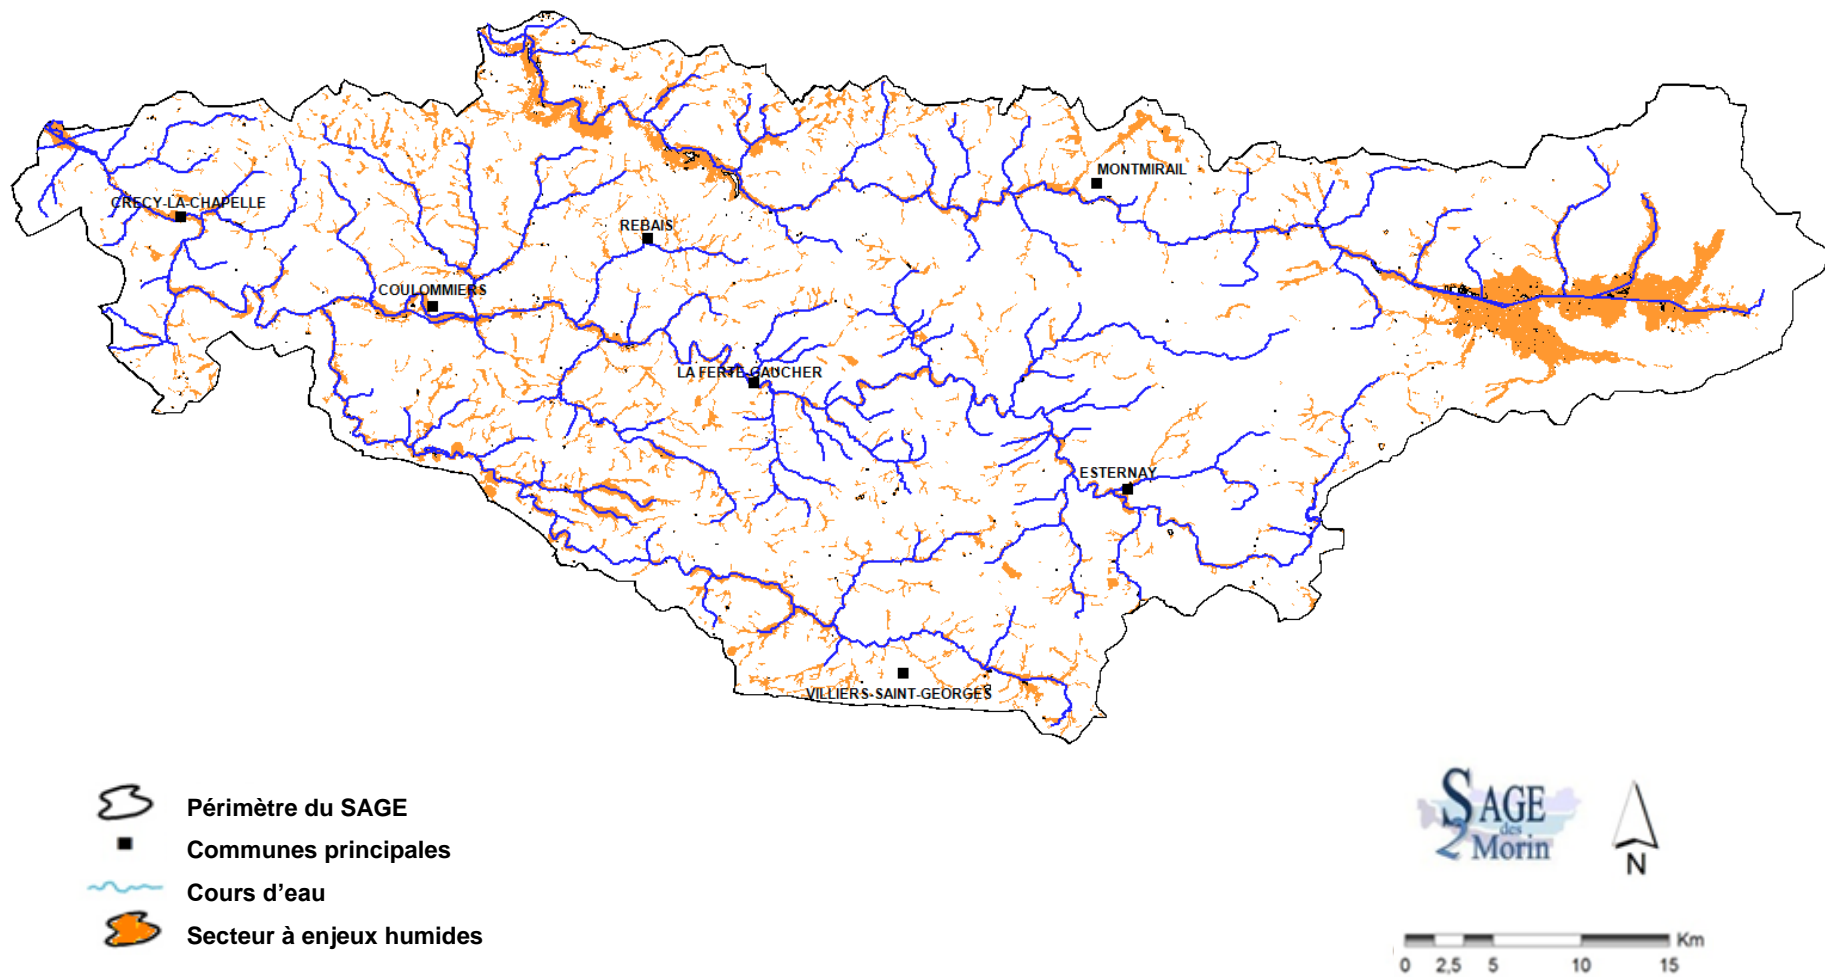 MONTMIRAIL
CRECY-LA-CHAPELLE
REBAIS
COULOMMIERS
LA FERTE-GAUCHER
ESTERNAY
VILLIERS-SAINT-GEORGES
Périmètre du SAGE
Communes principales
Cours d'eau
Secteur à enjeux humides
SAGE
des
2 Morin
N
Km
0 2,5 5 10 15